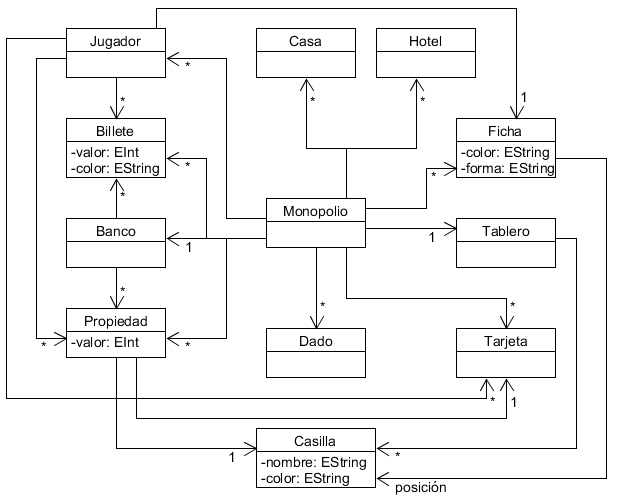 Jugador
Casa
Hotel
*
*
*
*
1
Billete
-valor: EInt
-color: EString
*
Ficha
-color: EString
-forma: EString
*
*
Monopolio
Banco
1
1
Tablero
*
*
*
Propiedad
-valor: EInt
*
*
Dado
Tarjeta
*
1
Casilla
-nombre: EString
-color: EString
1
*
posición